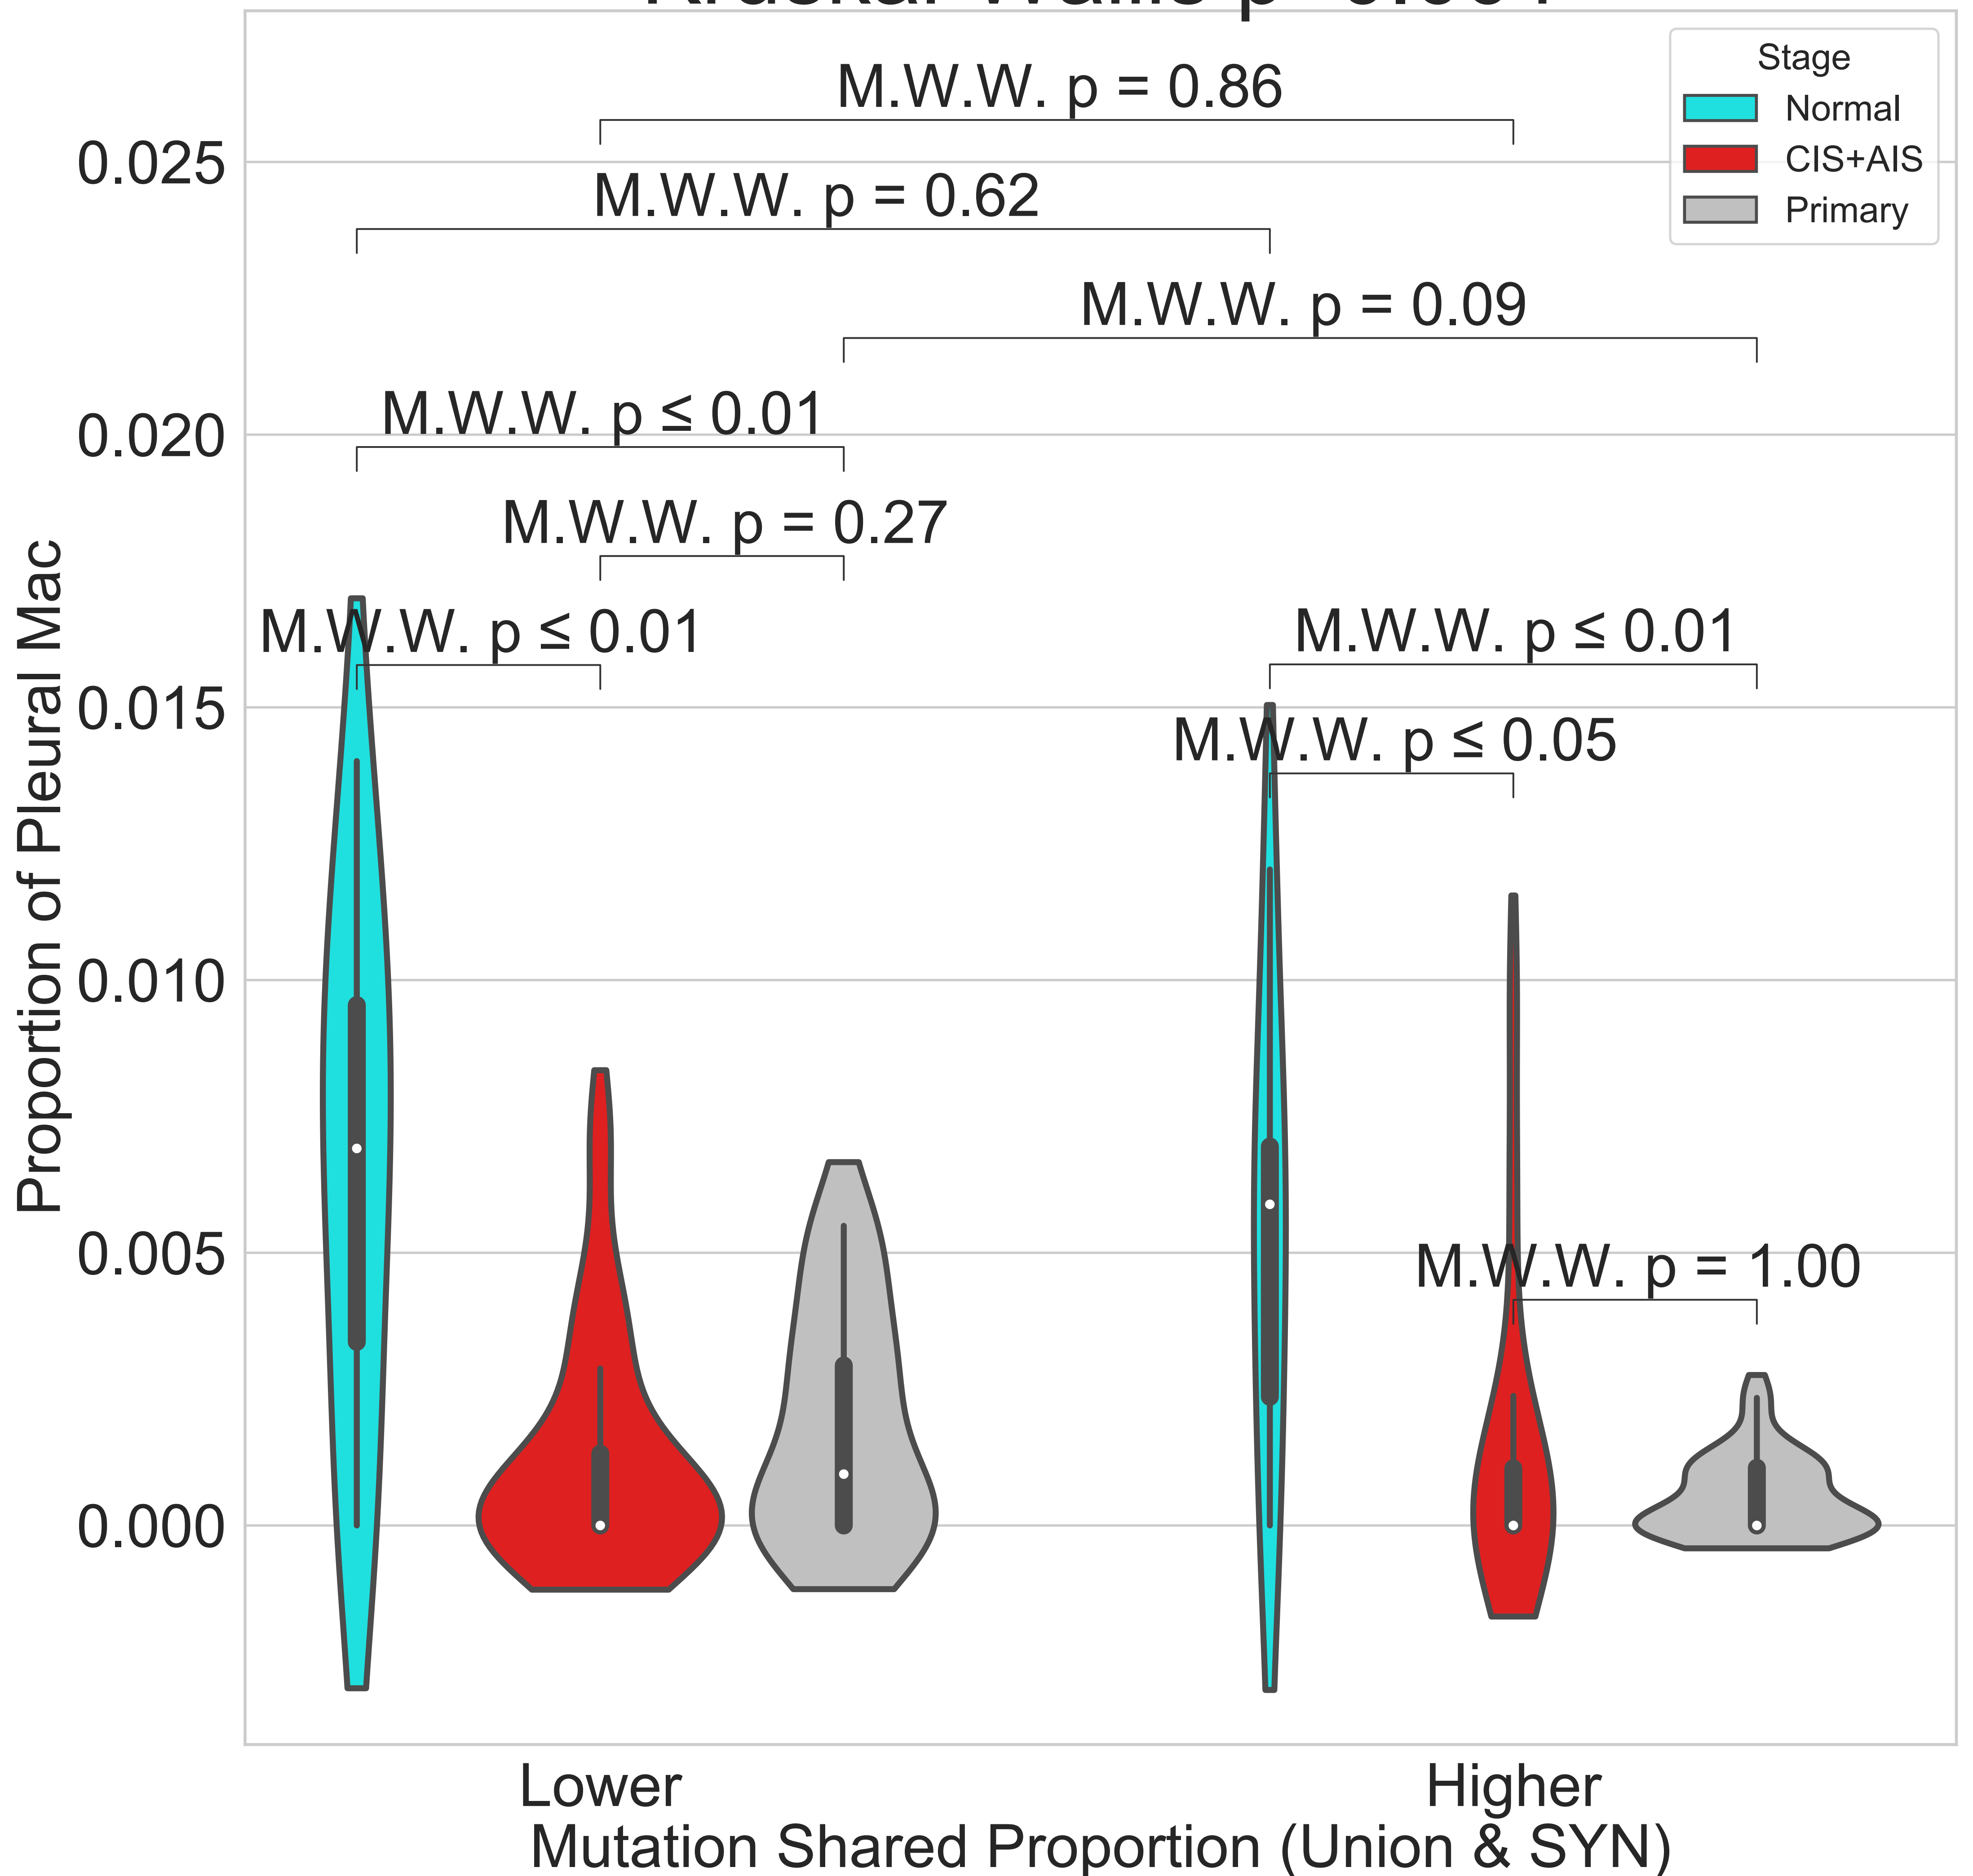 M.W.W. p = 0.86
M.W.W. p = 0.62
M.W.W. p = 0.09
M.W.W. p ≤ 0.01
M.W.W. p = 0.27
M.W.W. p ≤ 0.01
M.W.W. p ≤ 0.01
M.W.W. p ≤ 0.05
M.W.W. p = 1.00
Stage
Normal
CIS+AIS
Primary
Proportion of Pleural Mac
0.025
0.020
0.015
0.010
0.005
0.000
Lower
Higher
Mutation Shared Proportion (Union & SYN)